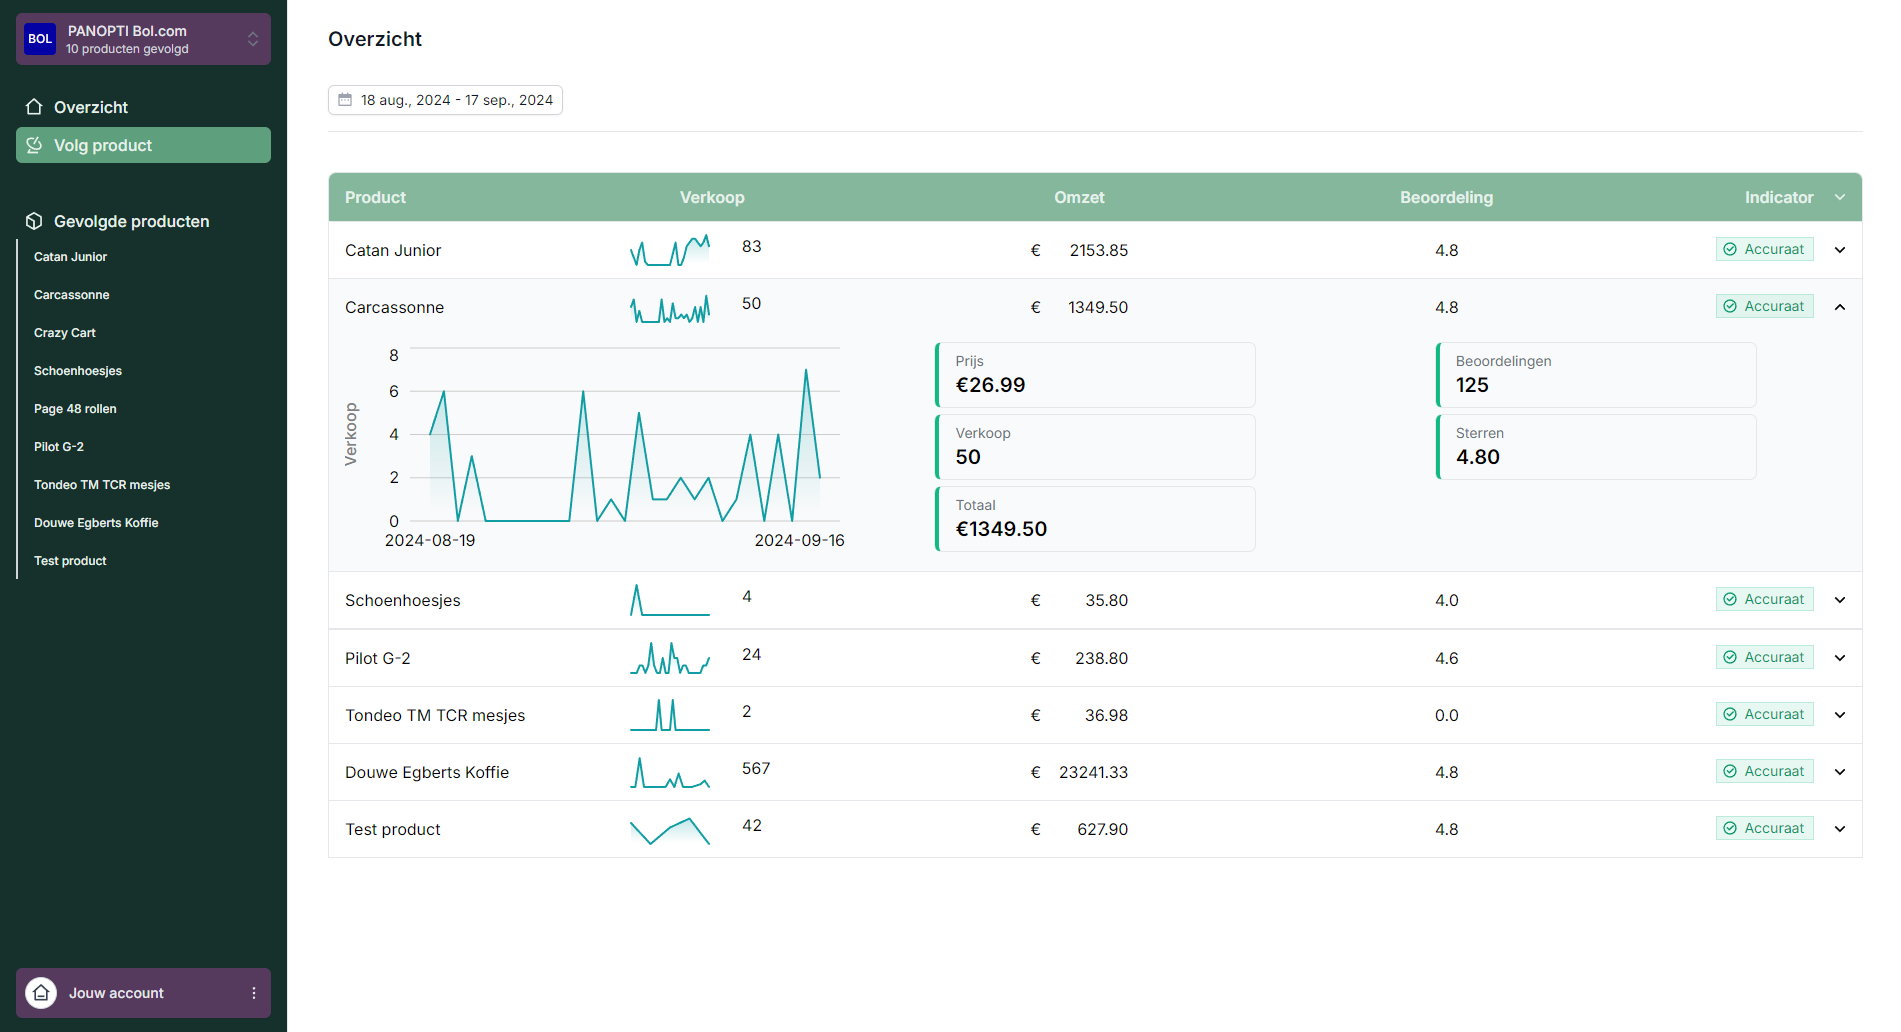 BOL
PANOPTI Bol.com
10 producten gevolgd
Overzicht
Volg product
Gevolgde producten
Catan Junior
Carcassonne
Crazy Cart
Schoenhoesjes
Page 48 rollen
Pilot G-2
Tondeo TM TCR mesjes
Douwe Egberts Koffie
Test product
Jouw account
Overzicht
18 aug., 2024 - 17 sep., 2024
Product Verkoop Omzet Beoordeling Indicator
Catan Junior 83 € 2153.85 4.8 Accuraat
Carcassonne 50 € 1349.50 4.8 Accuraat
Verkoop
8
6
4
2
0
2024-08-19 2024-09-16
Prijs
€26.99
Verkoop
50
Totaal
€1349.50
Beoordelingen
125
Sterren
4.80
Schoenhoesjes 4 € 35.80 4.0 Accuraat
Pilot G-2 24 € 238.80 4.6 Accuraat
Tondeo TM TCR mesjes 2 € 36.98 0.0 Accuraat
Douwe Egberts Koffie 567 € 23241.33 4.8 Accuraat
Test product 42 € 627.90 4.8 Accuraat